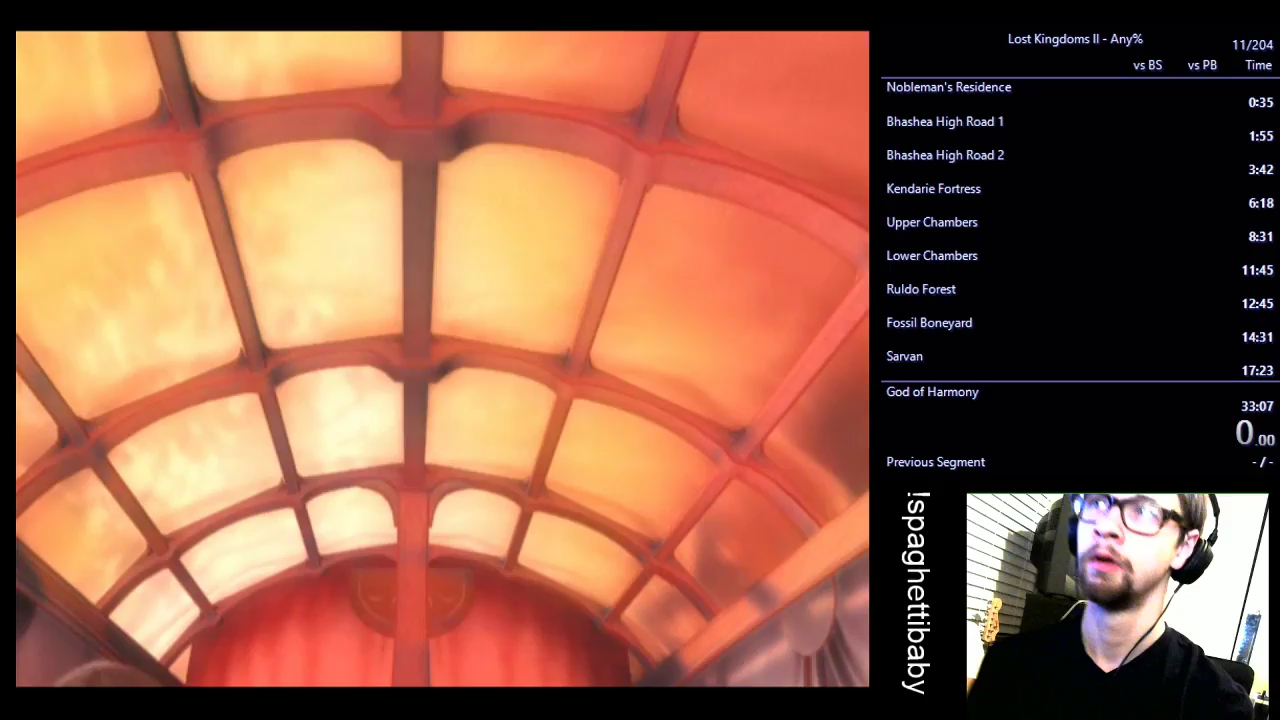 Lost Kingdoms II - Any%
11/204
vs BS vs PB Time
Nobleman's Residence
0:35
Bhashea High Road 1
1:55
Bhashea High Road 2
3:42
Kendarie Fortress
6:18
Upper Chambers
8:31
Lower Chambers
11:45
Ruldo Forest
12:45
Fossil Boneyard
14:31
Sarvan
17:23
God of Harmony
33:07
0.00
Previous Segment - / -
!spaghettibaby